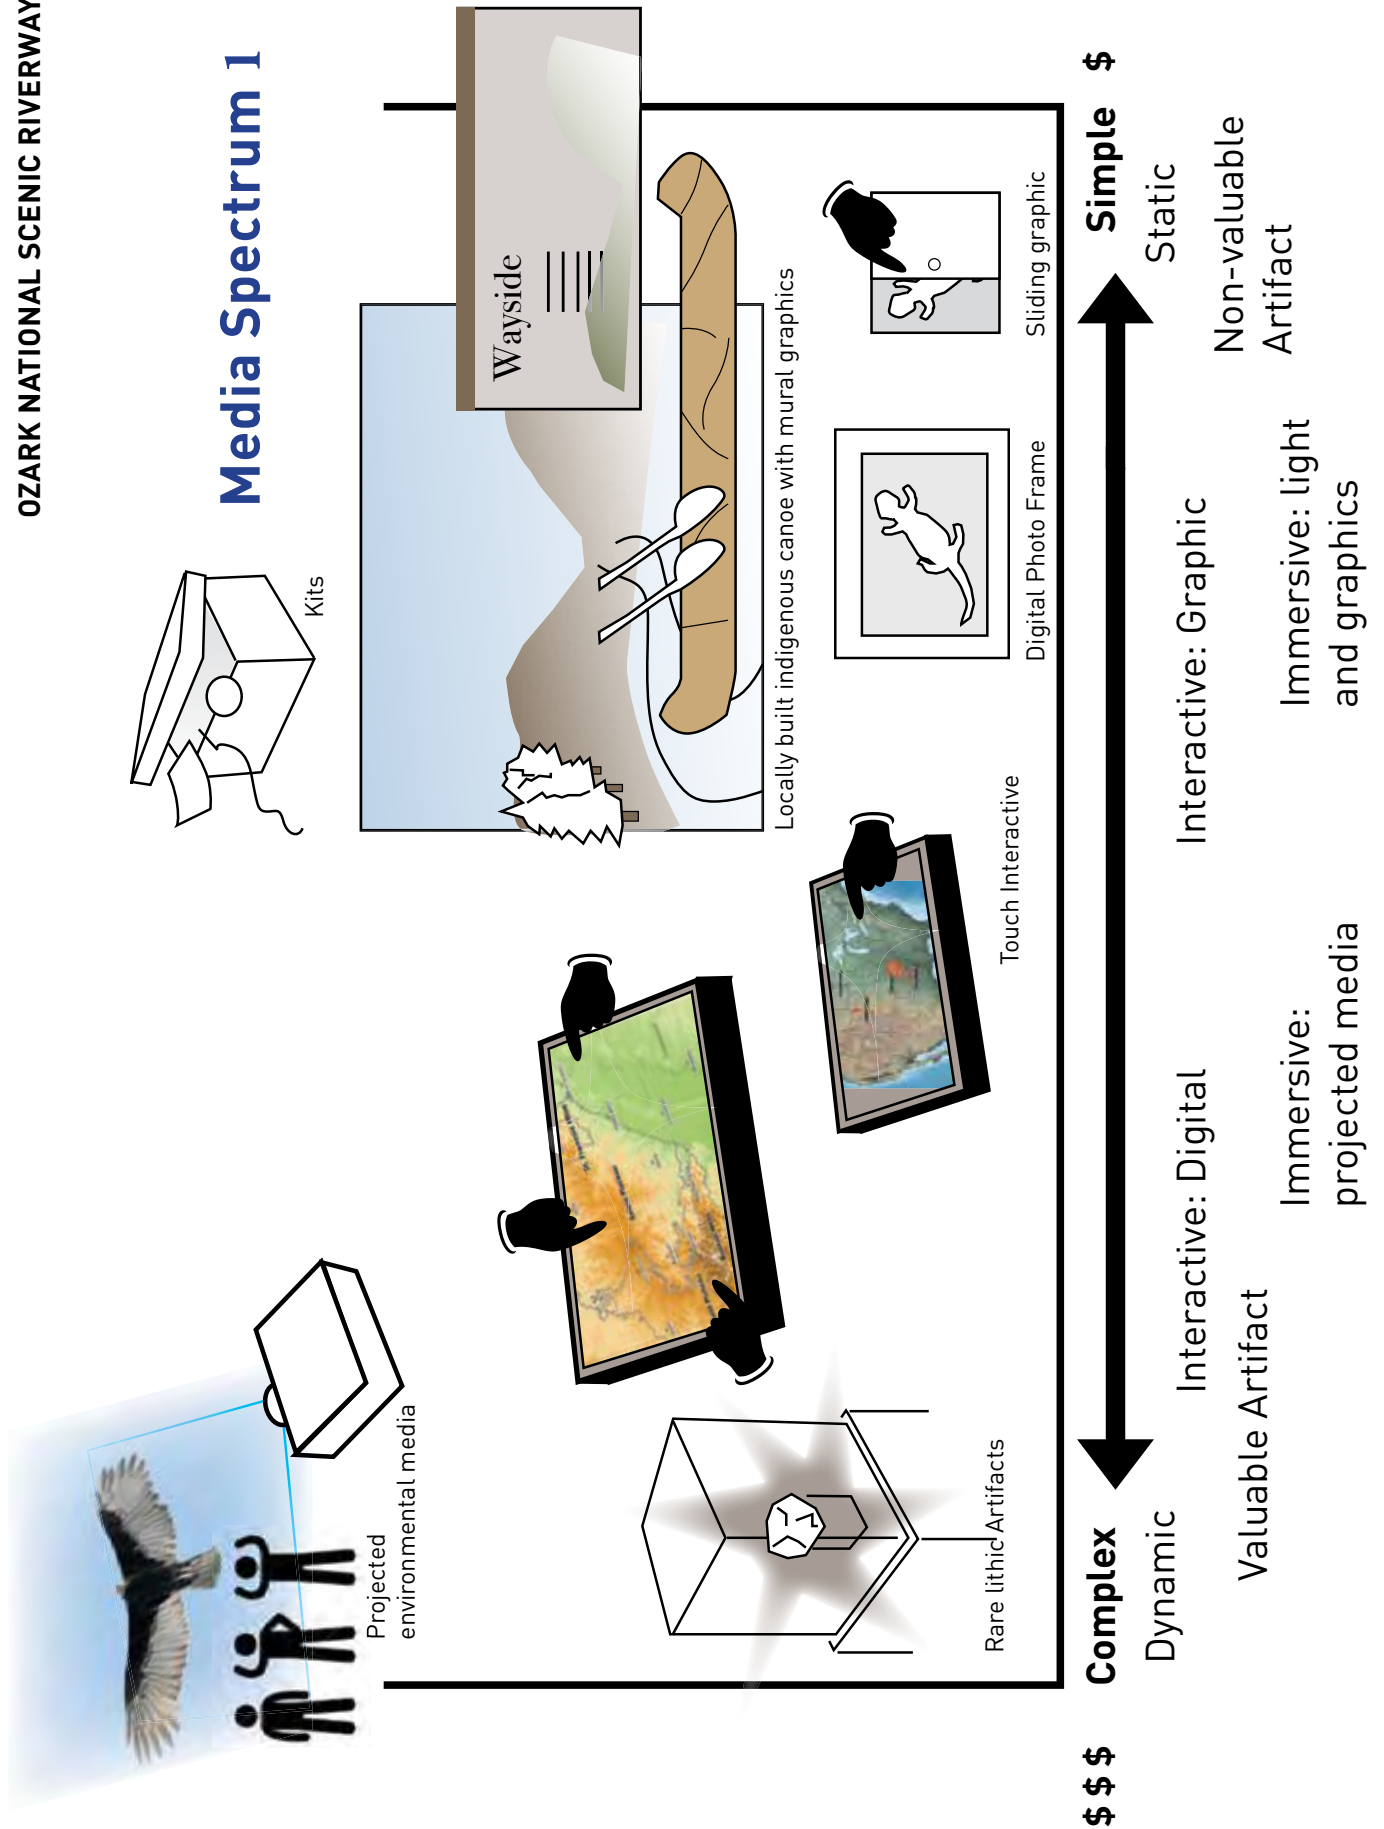 OZARK NATIONAL SCENIC RIVERWAY
Media Spectrum 1
Kits
Projected
environmental media
Wayside
Locally built indigenous canoe with mural graphics
Rare lithic Artifacts
Touch Interactive
Digital Photo Frame
Sliding graphic
$$$ Complex
Simple $
Dynamic
Static
Interactive: Digital
Interactive: Graphic
Valuable Artifact
Non-valuable
Artifact
Immersive:
projected media
Immersive: light
and graphics